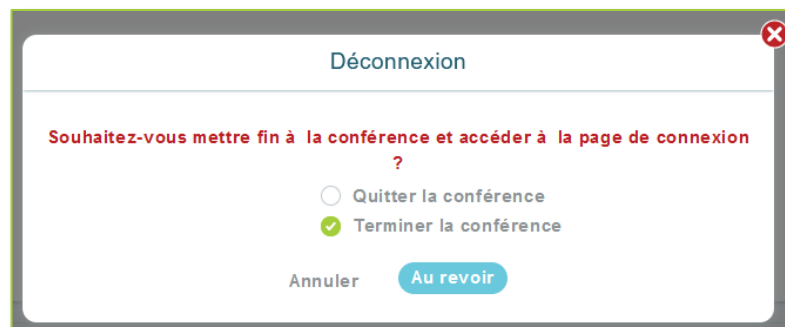 Déconnexion
Souhaitez-vous mettre fin à la conférence et accéder à la page de connexion
?
Quitter la conférence
Terminer la conférence
Annuler
Au revoir